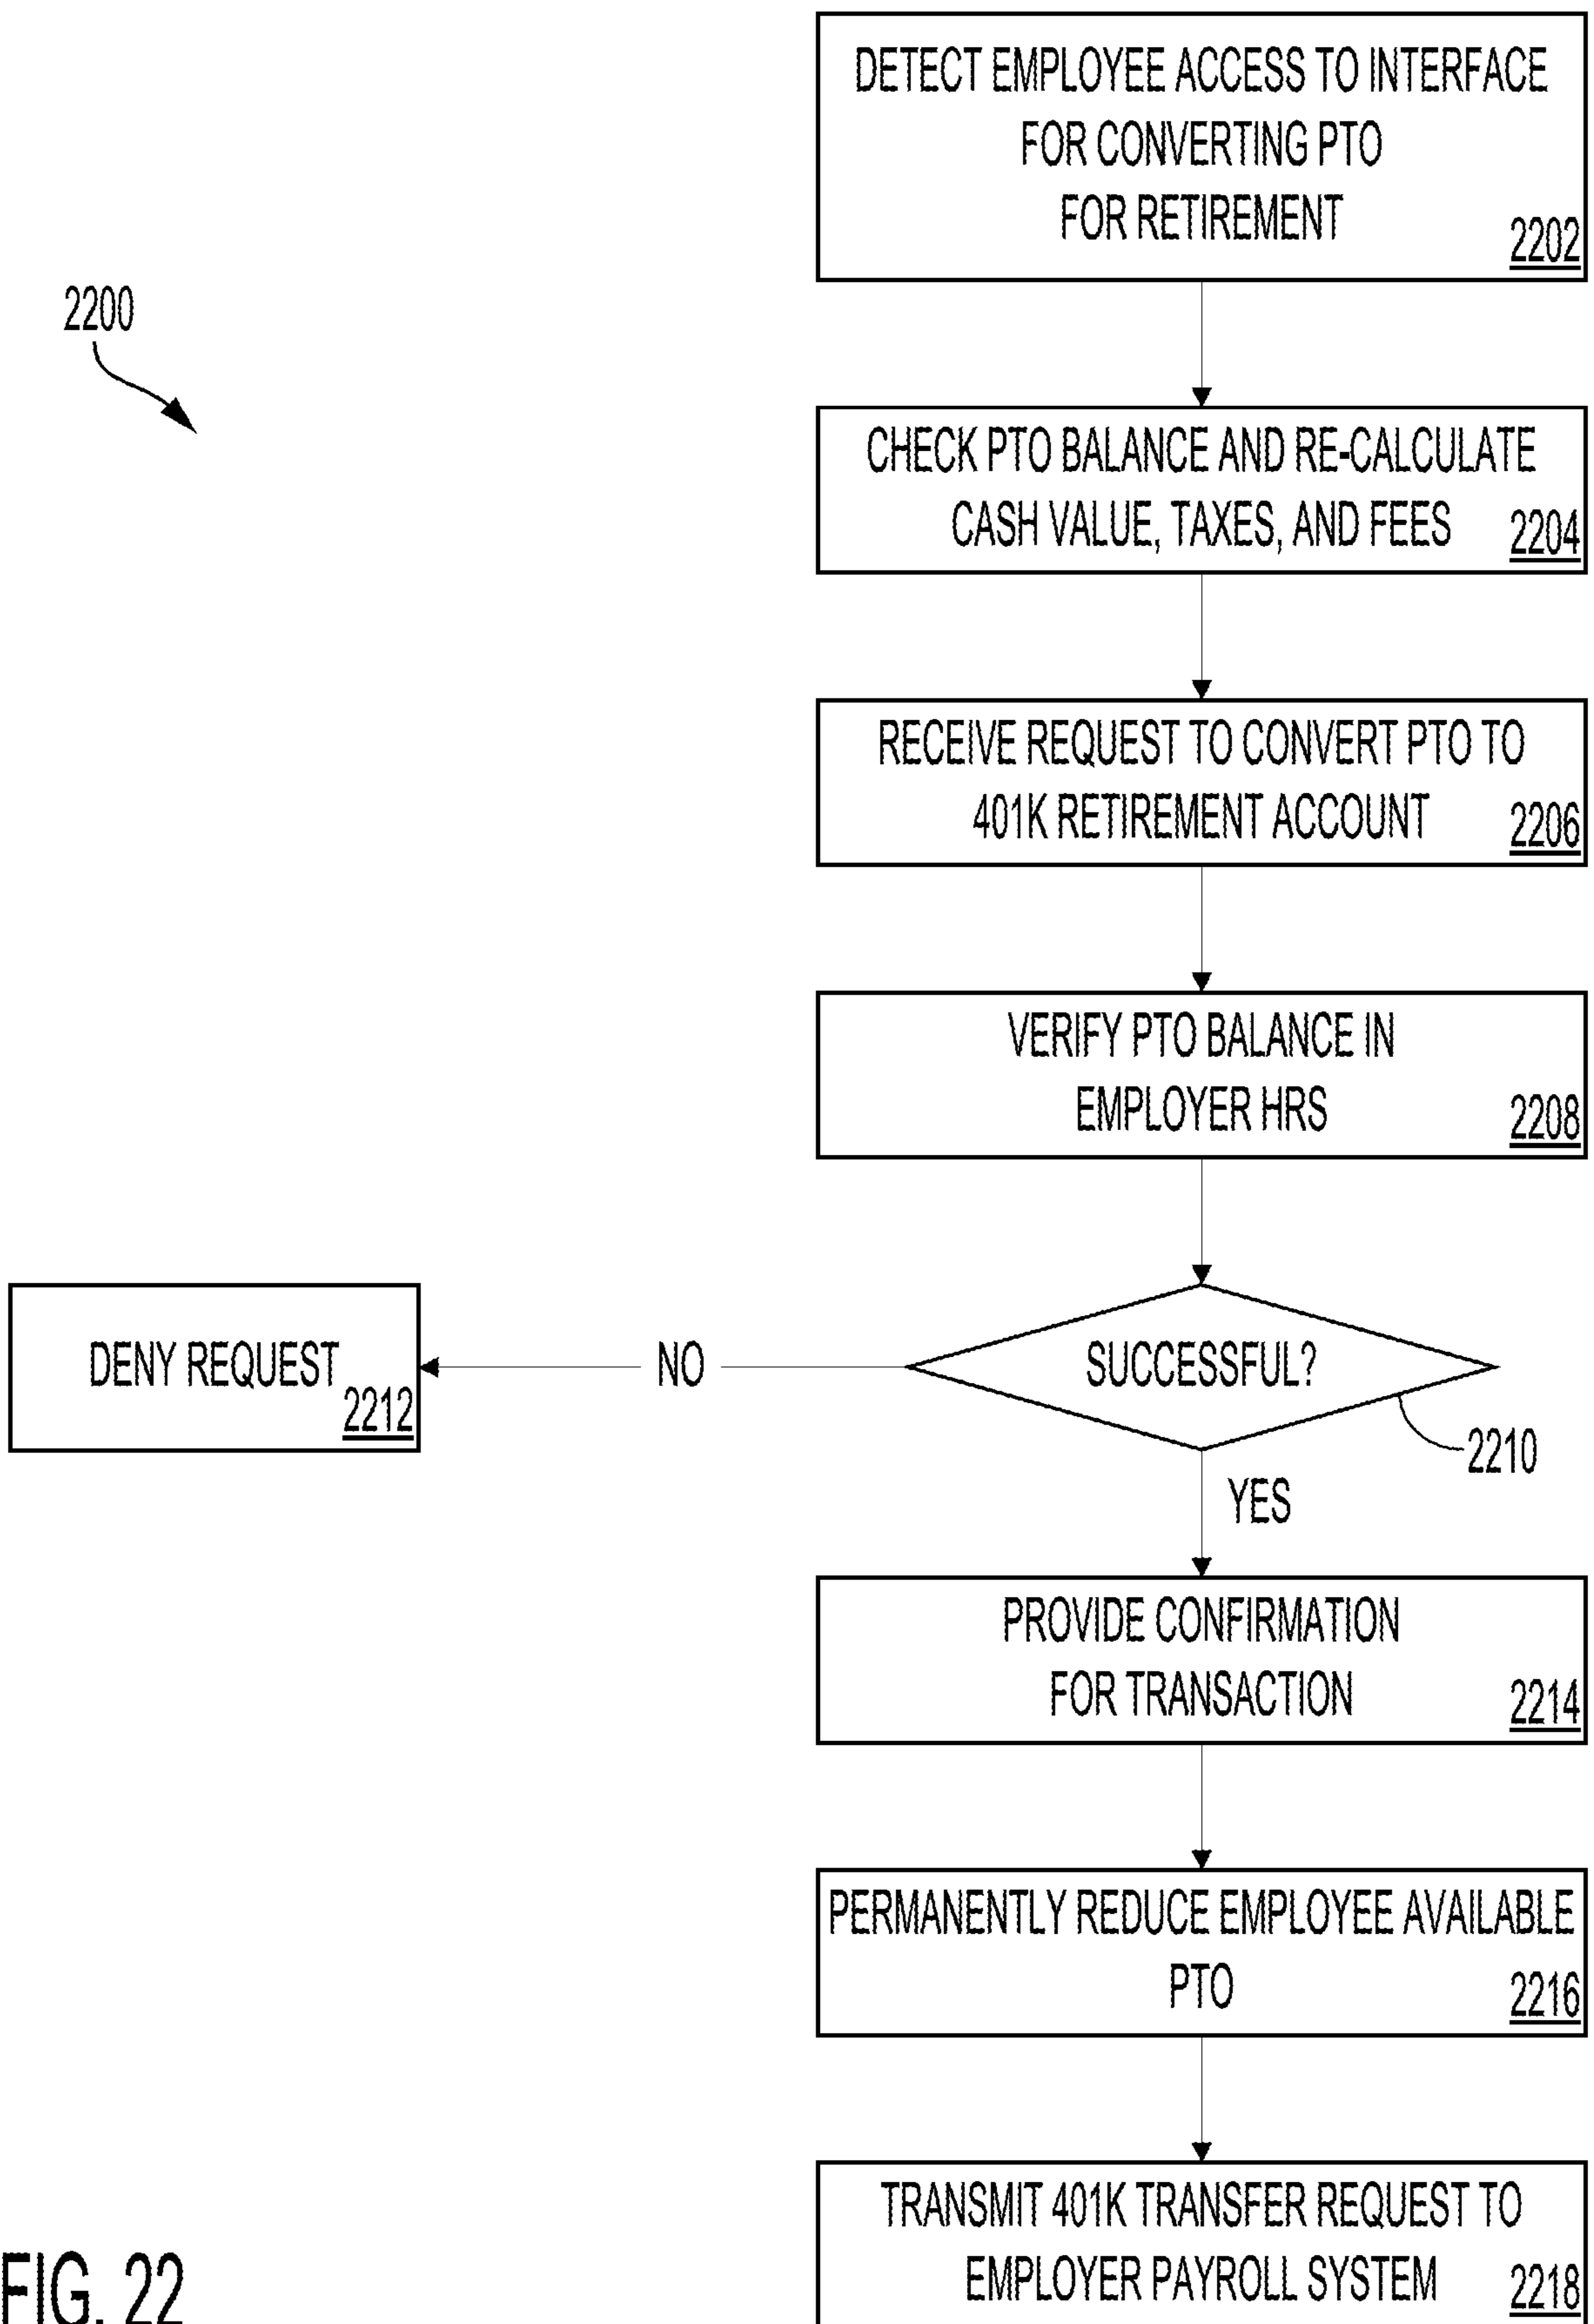 DETECT EMPLOYEE ACCESS TO INTERFACE
FOR CONVERTING PTO
FOR RETIREMENT
2202
2200
CHECK PTO BALANCE AND RE-CALCULATE
CASH VALUE, TAXES, AND FEES
2204
RECEIVE REQUEST TO CONVERT PTO TO
401K RETIREMENT ACCOUNT
2206
VERIFY PTO BALANCE IN
EMPLOYER HRS
2208
SUCCESSFUL?
2210
NO
DENY REQUEST
2212
YES
PROVIDE CONFIRMATION
FOR TRANSACTION
2214
PERMANENTLY REDUCE EMPLOYEE AVAILABLE
PTO
2216
TRANSMIT 401K TRANSFER REQUEST TO
EMPLOYER PAYROLL SYSTEM
2218
FIG. 22